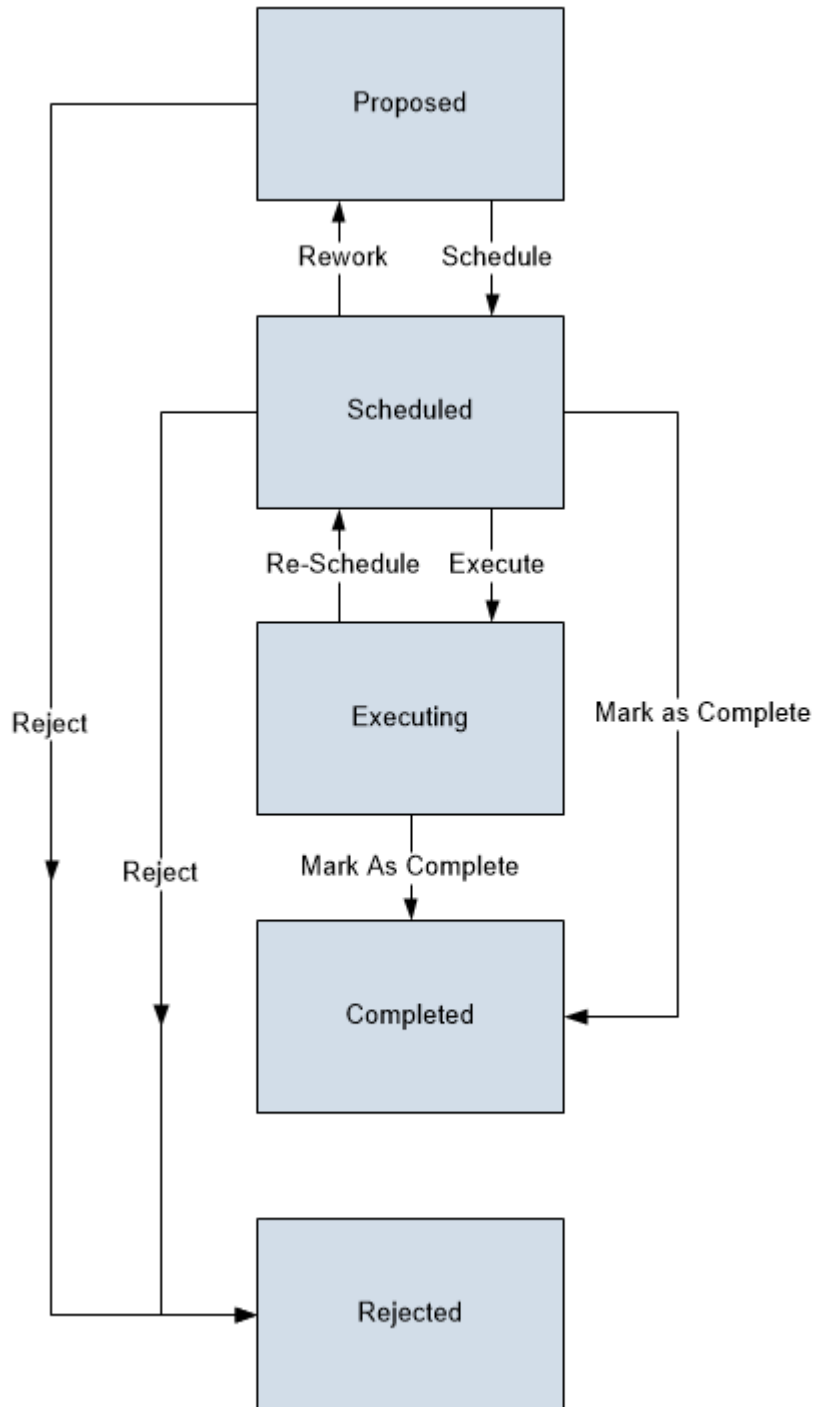 Proposed
Rework
Schedule
Scheduled
Re-Schedule
Execute
Executing
Mark as Complete
Reject
Mark As Complete
Reject
Completed
Rejected